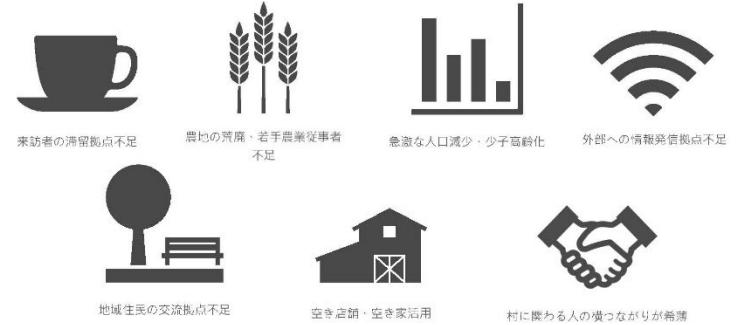 来訪者の滞留拠点不足
農地の荒廃・若手農業従事者
不足
急激な人口減少・少子高齢化
外部への情報発信拠点不足
地域住民の交流拠点不足
空き店舗・空き家活用
村に関わる人の横つながりが希薄